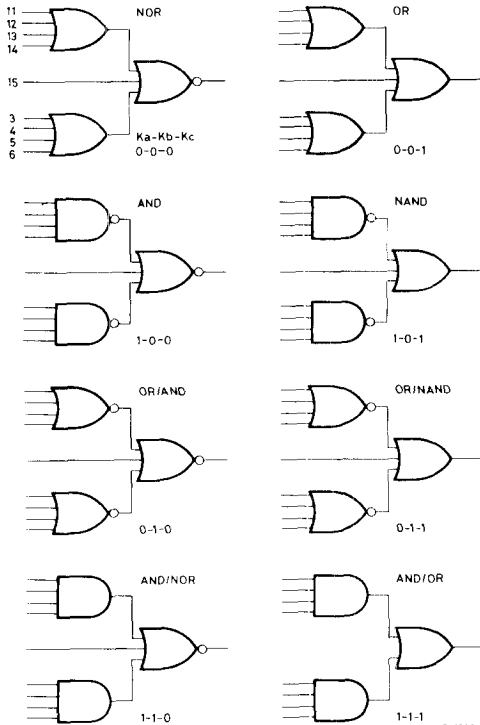 11
NOR
OR
12
13
14
15
3
4
Ka-Kb-Kc
5
0-0-0
6
0-0-1
AND
NAND
1-0-0
1-0-1
OR/AND
OR/NAND
0-1-0
0-1-1
AND/NOR
AND/OR
1-1-0
1-1-1